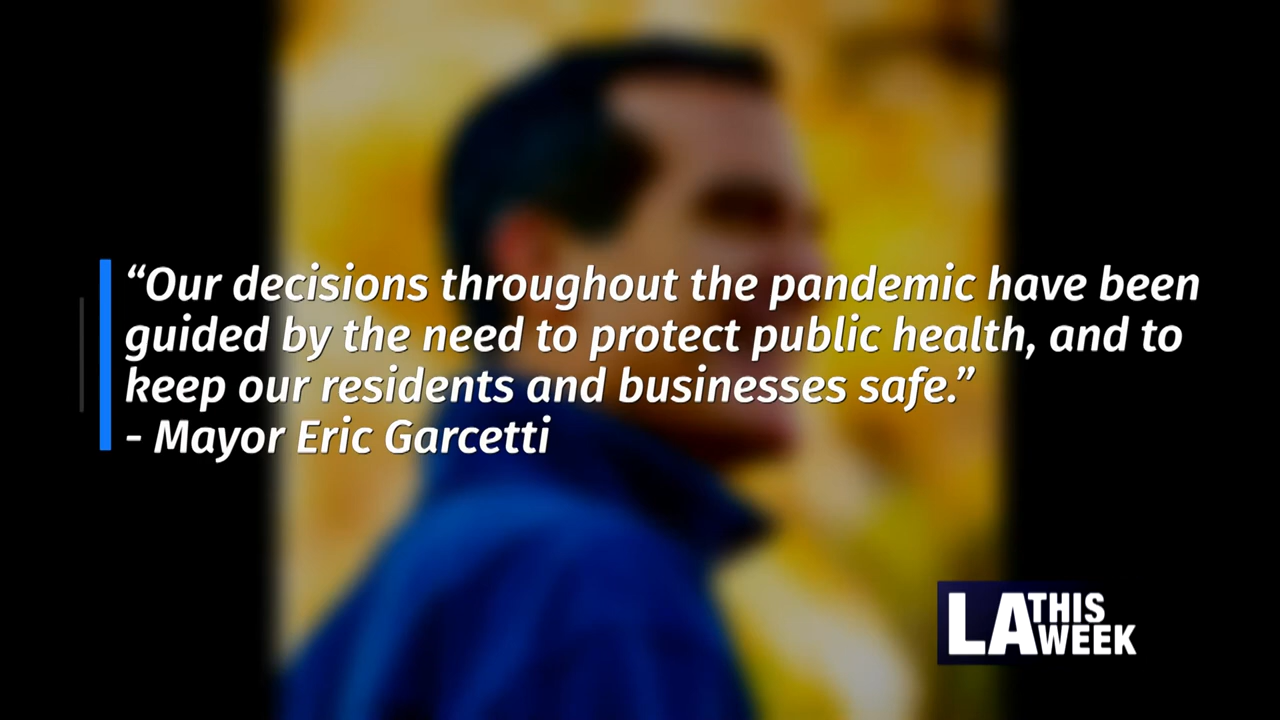 “Our decisions throughout the pandemic have been
guided by the need to protect public health, and to
keep our residents and businesses safe.”
- Mayor Eric Garcetti
LA THIS
WEEK